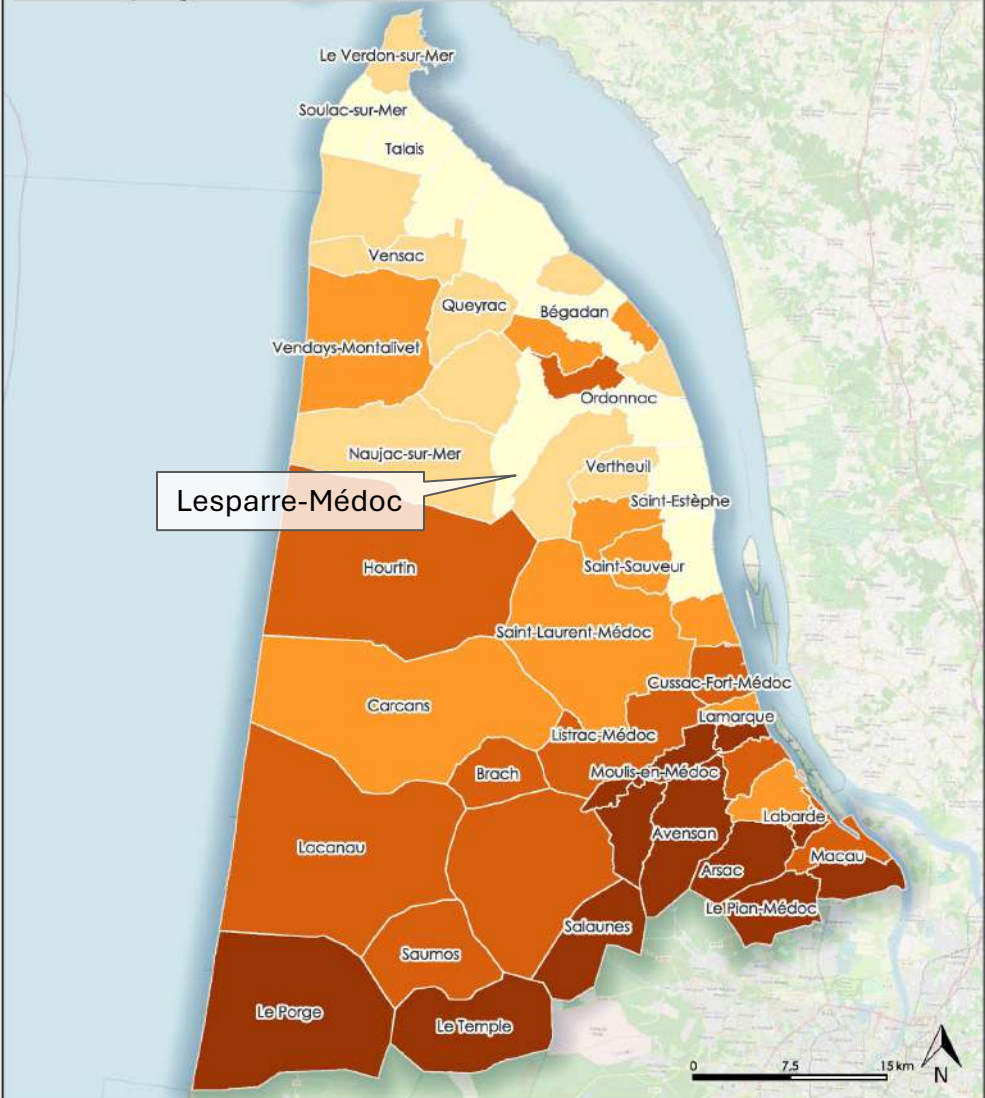 Le Verdon-sur-Mer
Soulac-sur-Mer
Talais
Vensac
Queyrac
Bégadan
Vendays-Montalivet
Ordonnac
Naujac-sur-Mer
Vertheuil
Lesparre-Médoc
Saint-Estèphe
Hourtin
Saint-Sauveur
Saint-Laurent-Médoc
Cussac-Fort-Médoc
Carcans
Lamarque
Listrac-Médoc
Brach
Moulis-en-Médoc
Labarde
Avensan
Lacanau
Macau
Arsac
Le Pian-Médoc
Salaunes
Saumos
Le Porge
Le Temple
0 7,5 15 km
N